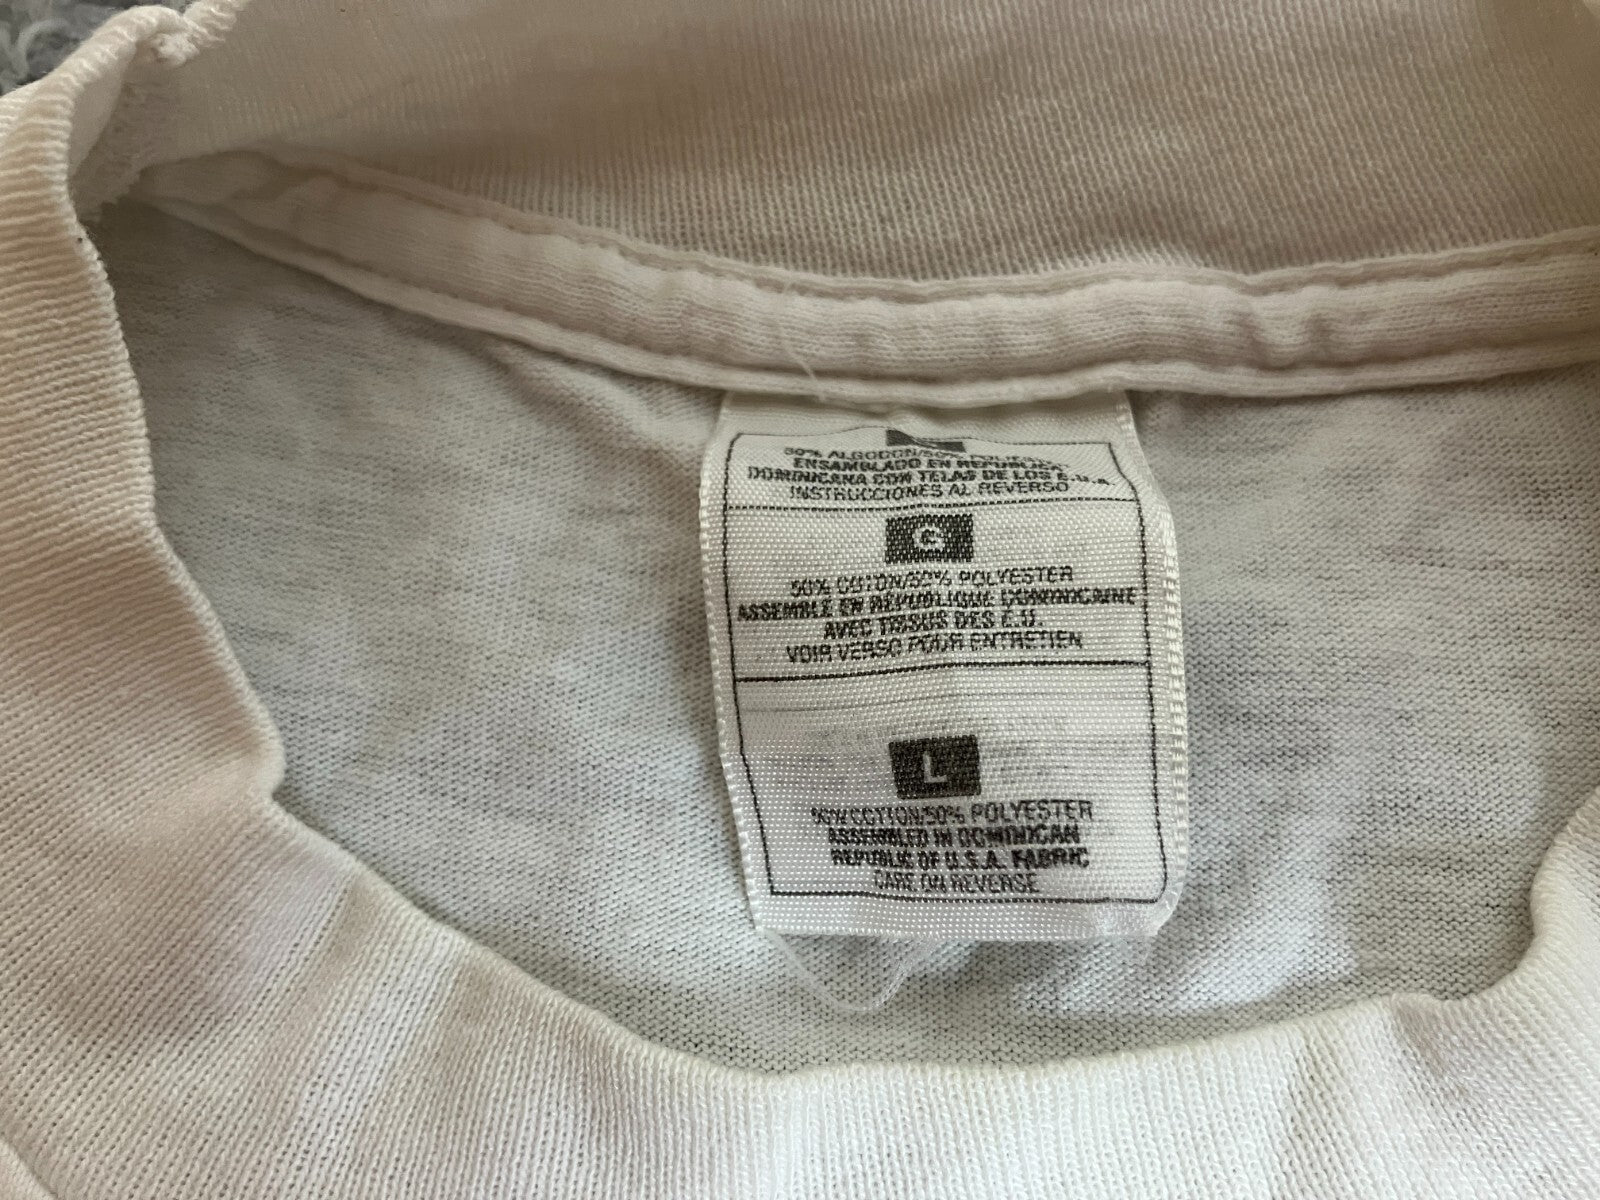 50% ALGODON/50% POLIESTER
ENSAMBLADO EN REPUBLICA
DOMINICANA CON TELAS DE LOS E.U.A
INSTRUCCIONES AL REVERSO
G
50% COTON/50% POLYESTER
ASSEMBLE EN RÉPUBLIQUE DOMINICAINE
AVEC TISSUS DES É.U.
VOIR VERSO POUR ENTRETIEN
L
50% COTTON/50% POLYESTER
ASSEMBLED IN DOMINICAN
REPUBLIC OF U.S.A. FABRIC
CARE ON REVERSE